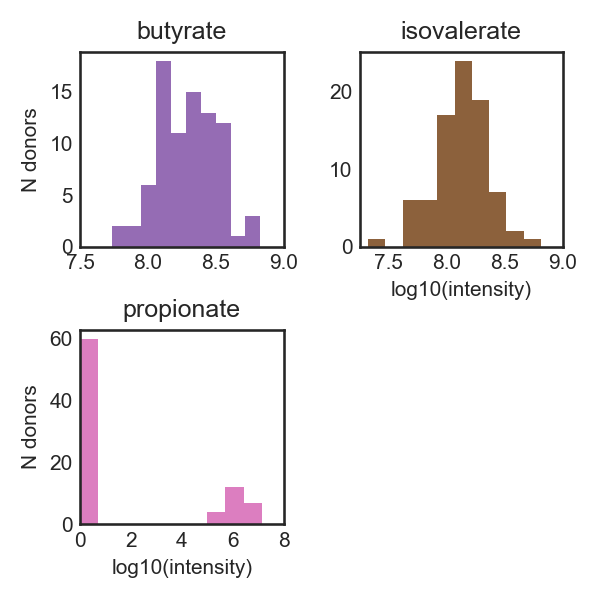 butyrate
N donors
15
10
5
0
7.5 8.0 8.5 9.0
isovalerate
20
10
0
7.5 8.0 8.5 9.0
log10(intensity)
propionate
N donors
60
40
20
0
0 2 4 6 8
log10(intensity)